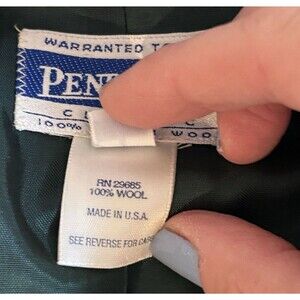 WARRANTED TO
PEN
C L
100%
WOO
RN 29685
100% WOOL
MADE IN U.S.A.
SEE REVERSE FOR CARE